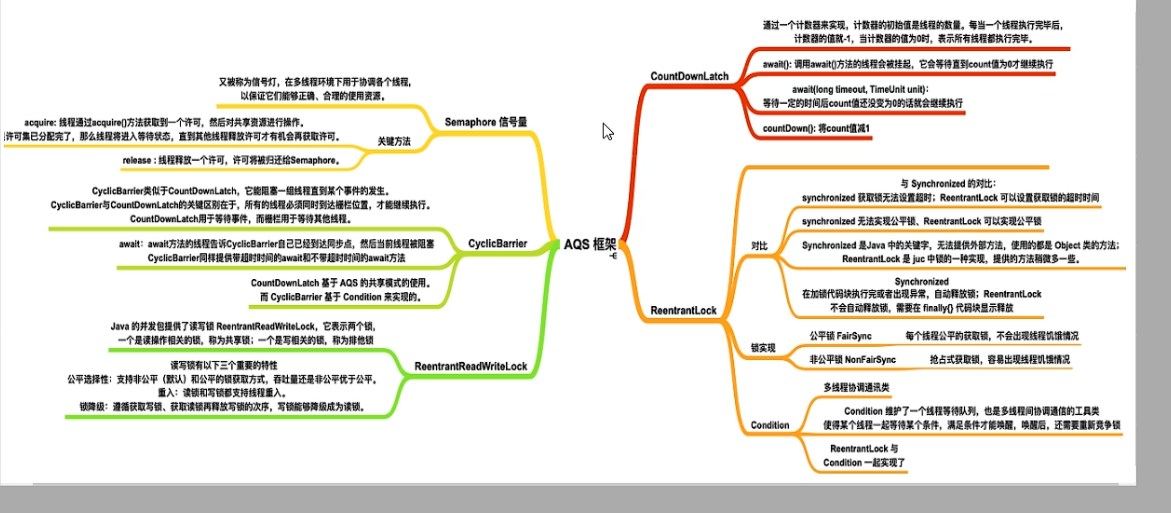 AQS 框架
Semaphore 信号量
又被称为信号灯，在多线程环境下用于协调各个线程，
以保证它们能够正确、合理的使用资源。
关键方法
acquire: 线程通过acquire()方法获取到一个许可，然后对共享资源进行操作。
许可集已分配完了，那么线程将进入等待状态，直到其他线程释放许可才有机会再获取许可。
release : 线程释放一个许可，许可将被归还给Semaphore。
CyclicBarrier
CyclicBarrier类似于CountDownLatch，它能阻塞一组线程直到某个事件的发生。
CyclicBarrier与CountDownLatch的关键区别在于，所有的线程必须同时到达栅栏位置，才能继续执行。
CountDownLatch用于等待事件，而栅栏用于等待其他线程。
await：await方法的线程告诉CyclicBarrier自己已经到达同步点，然后当前线程被阻塞
CyclicBarrier同样提供带超时时间的await和不带超时时间的await方法
CountDownLatch 基于 AQS 的共享模式的使用。
而 CyclicBarrier 基于 Condition 来实现的。
ReentrantReadWriteLock
Java 的并发包提供了读写锁 ReentrantReadWriteLock，它表示两个锁，
一个是读操作相关的锁，称为共享锁；一个是写相关的锁，称为排他锁
读写锁有以下三个重要的特性
公平选择性：支持非公平（默认）和公平的锁获取方式，吞吐量还是非公平优于公平。
重入：读锁和写锁都支持线程重入。
锁降级：遵循获取写锁、获取读锁再释放写锁的次序，写锁能够降级成为读锁。
CountDownLatch
通过一个计数器来实现，计数器的初始值是线程的数量。每当一个线程执行完毕后，
计数器的值就-1，当计数器的值为0时，表示所有线程都执行完毕。
await(): 调用await()方法的线程会被挂起，它会等待直到count值为0才继续执行
await(long timeout, TimeUnit unit)：
等待一定的时间后count值还没变为0的话就会继续执行
countDown(): 将count值减1
ReentrantLock
对比
与 Synchronized 的对比：
synchronized 获取锁无法设置超时；ReentrantLock 可以设置获取锁的超时时间
synchronized 无法实现公平锁、ReentrantLock 可以实现公平锁
Synchronized 是Java 中的关键字，无法提供外部方法，使用的都是 Object 类的方法；
ReentrantLock 是 juc 中锁的一种实现，提供的方法稍微多一些。
Synchronized
在加锁代码块执行完或者出现异常，自动释放锁；ReentrantLock
不会自动释放锁，需要在 finally{} 代码块显示释放
锁实现
公平锁 FairSync
每个线程公平的获取锁，不会出现线程饥饿情况
非公平锁 NonFairSync
抢占式获取锁，容易出现线程饥饿情况
Condition
多线程协调通讯类
Condition 维护了一个线程等待队列，也是多线程间协调通信的工具类
使得某个线程一起等待某个条件，满足条件才能唤醒，唤醒后，还需要重新竞争锁
ReentrantLock 与
Condition 一起实现了